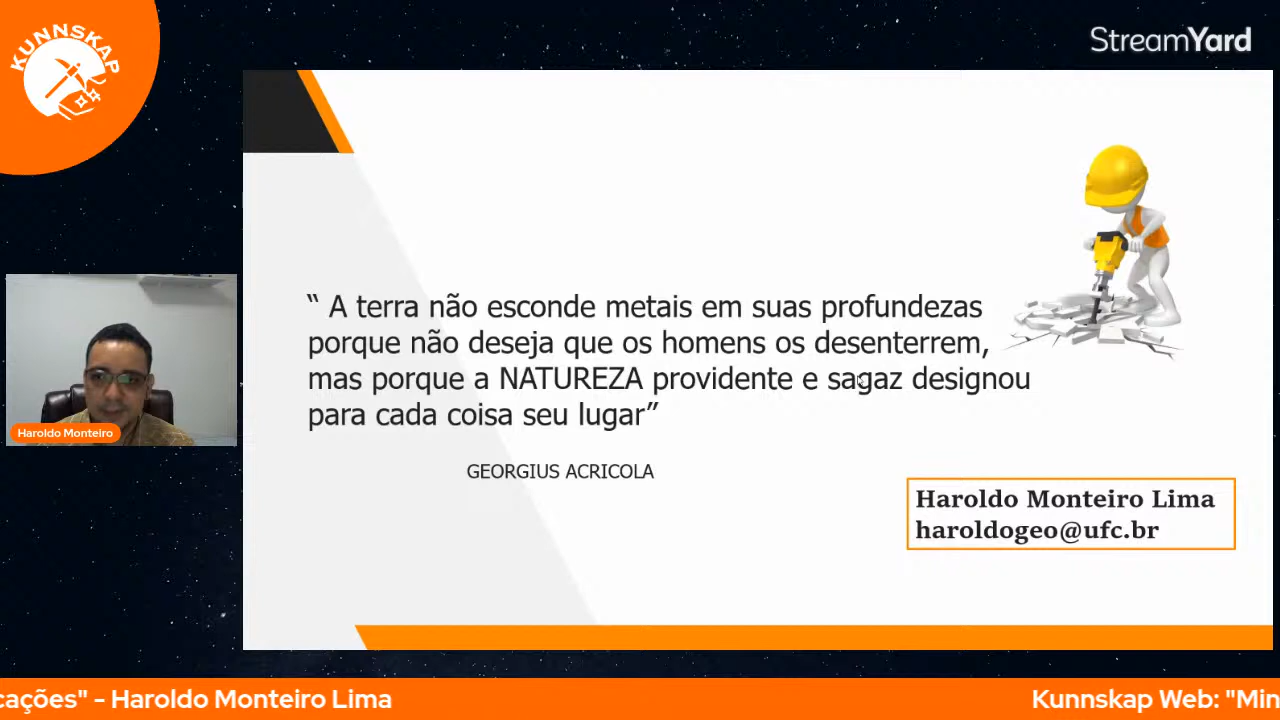 KUNNSKAP
StreamYard
“ A terra não esconde metais em suas profundezas
porque não deseja que os homens os desenterrem,
mas porque a NATUREZA providente e sagaz designou
para cada coisa seu lugar”
GEORGIUS ACRICOLA
Haroldo Monteiro
Haroldo Monteiro Lima
haroldogeo@ufc.br
cações" - Haroldo Monteiro Lima
Kunnskap Web: "Min